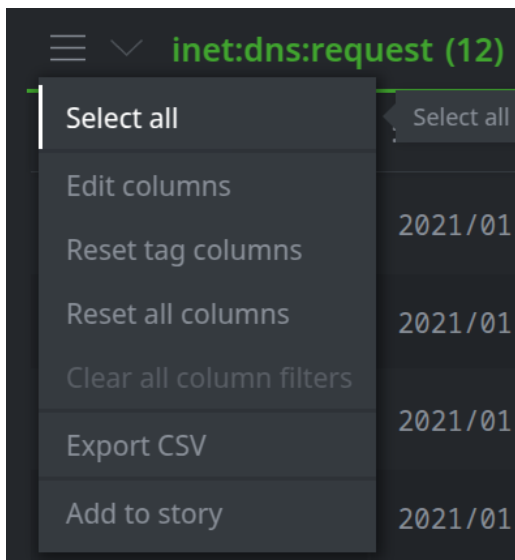 inet:dns:request (12)
Select all
Select all
Edit columns
2021/01
Reset tag columns
Reset all columns
2021/01
Clear all column filters
2021/01
Export CSV
Add to story
2021/01